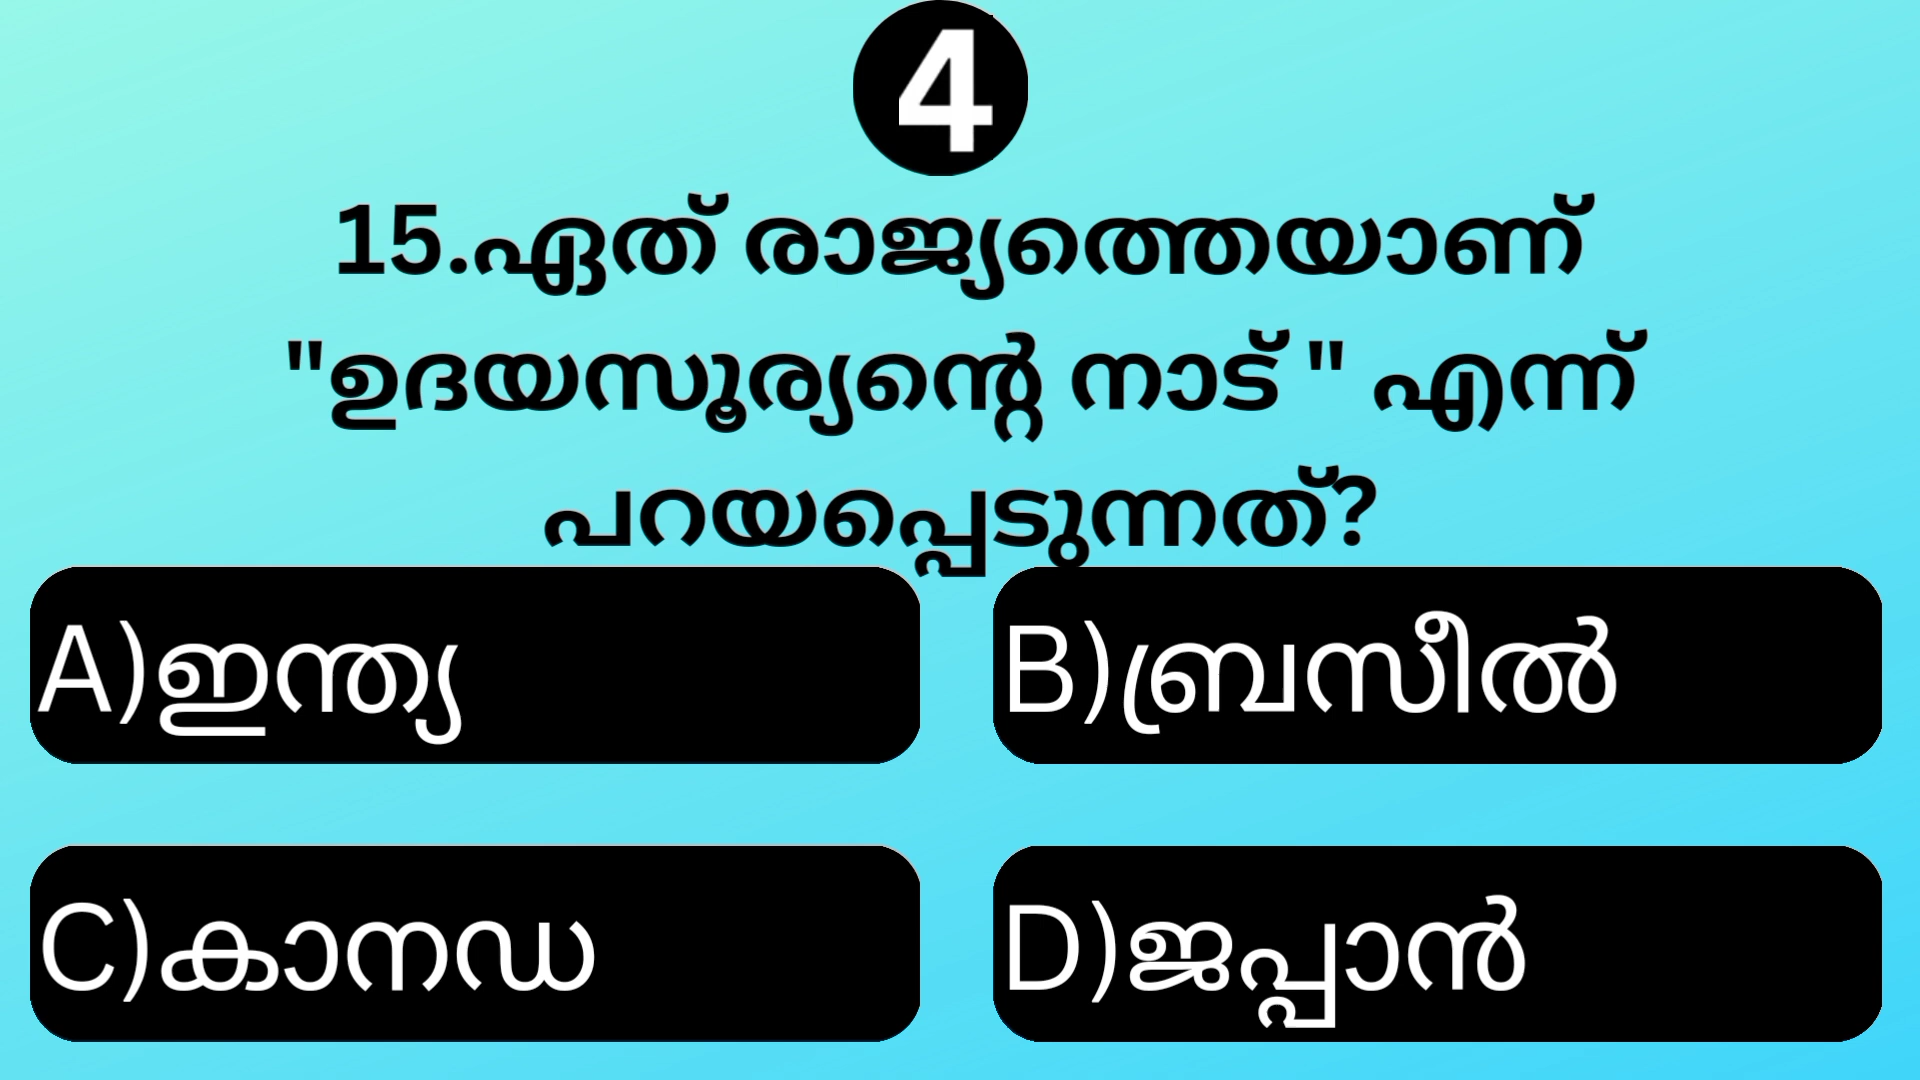 4
15.ഏത് രാജ്യത്തെയാണ്
"ഉദയസൂര്യന്റെ നാട് " എന്ന്
പറയപ്പെടുന്നത്?
A)ഇന്ത്യ
B)ബ്രസീൽ
C)കാനഡ
D)ജപ്പാൻ